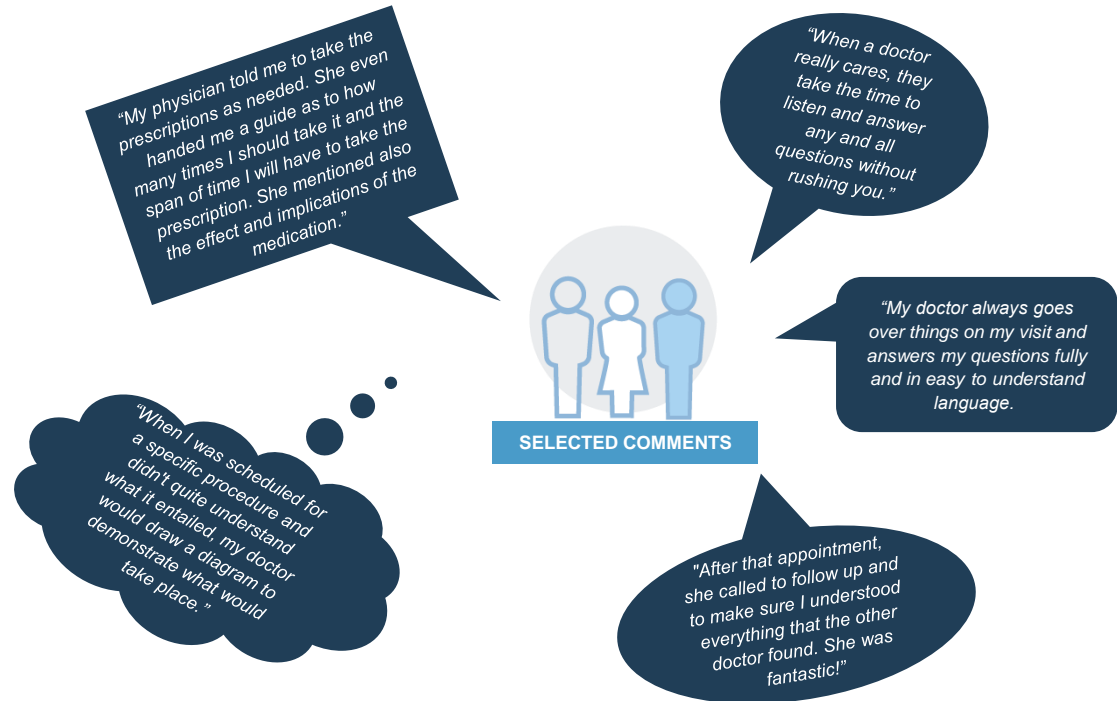 “My physician told me to take the
prescriptions as needed. She even
handed me a guide as to how
many times I should take it and the
span of time I will have to take the
prescription. She mentioned also
the effect and implications of the
medication.”
“When a doctor
really cares, they
take the time to
listen and answer
any and all
questions without
rushing you.”
“My doctor always goes
over things on my visit and
answers my questions fully
and in easy to understand
language.
SELECTED COMMENTS
“When I was scheduled for
a specific procedure and
didn't quite understand
what it entailed, my doctor
would draw a diagram to
demonstrate what would
take place.”
"After that appointment,
she called to follow up and
to make sure I understood
everything that the other
doctor found. She was
fantastic!”